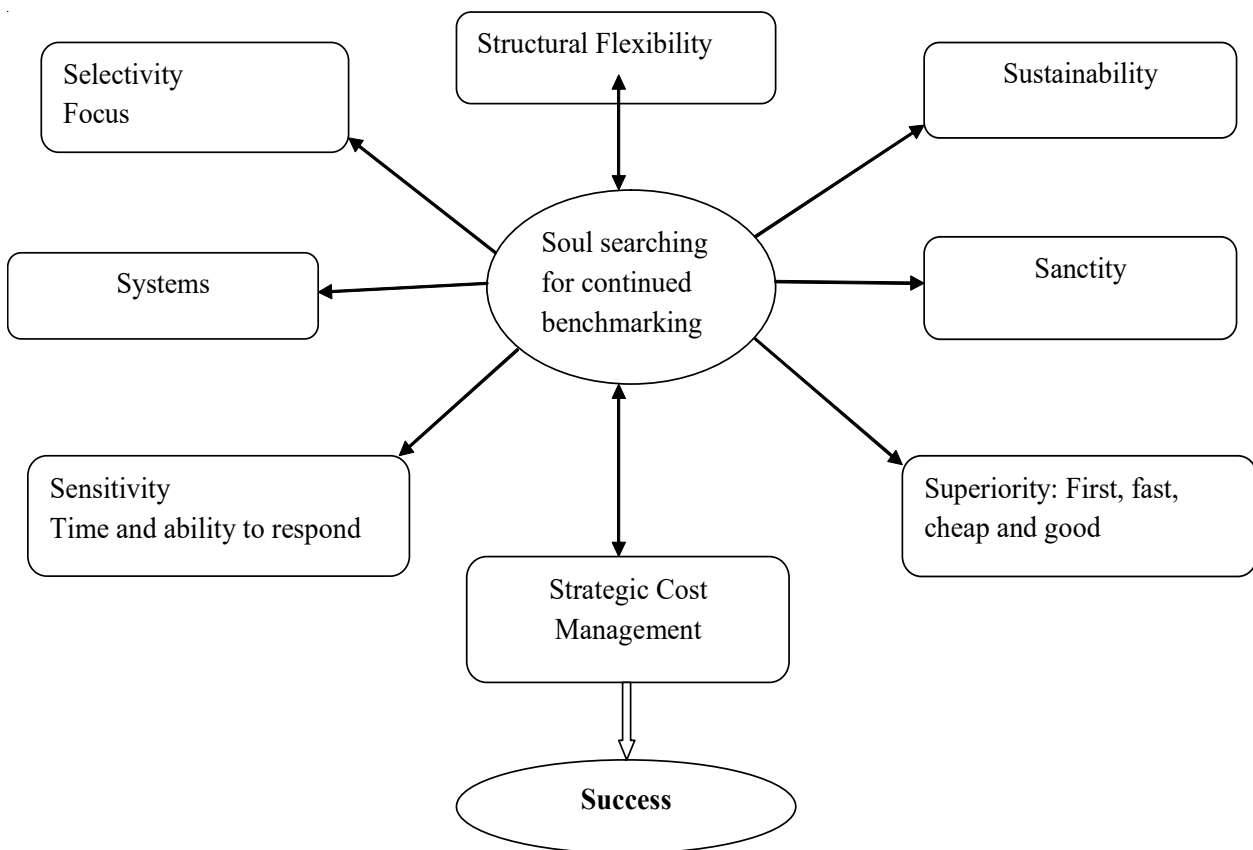 Structural Flexibility
Selectivity
Focus
Sustainability
Soul searching
for continued
benchmarking
Systems
Sanctity
Sensitivity
Time and ability to respond
Superiority: First, fast,
cheap and good
Strategic Cost
Management
Success